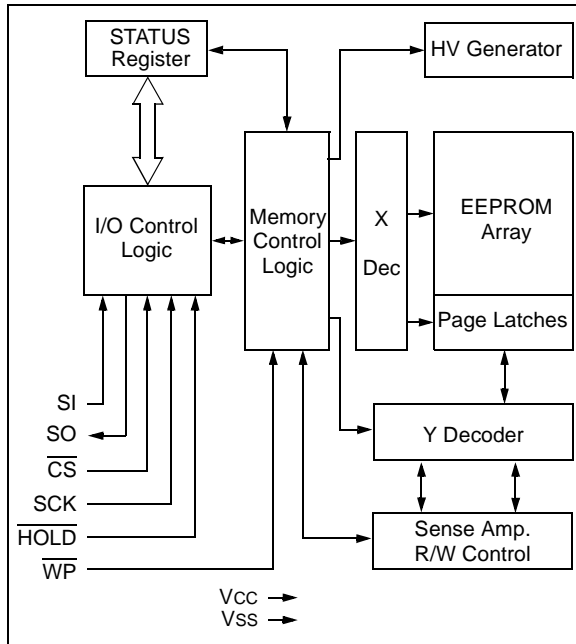 STATUS
Register
HV Generator
I/O Control
Logic
Memory
Control
Logic
X
Dec
EEPROM
Array
Page Latches
SI
SO
CS
SCK
HOLD
WP
Y Decoder
Sense Amp.
R/W Control
VCC
VSS